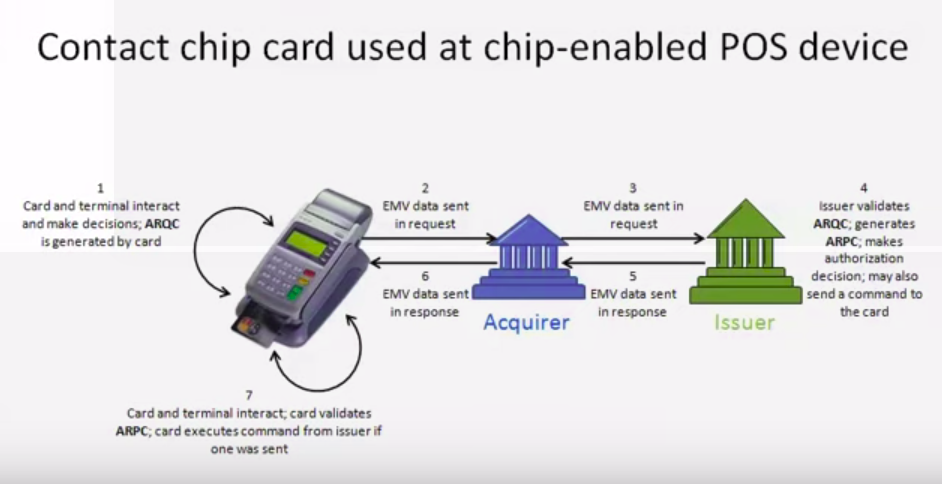 Contact chip card used at chip-enabled POS device
1
Card and terminal interact
and make decisions; ARQC
is generated by card
2
EMV data sent
in request
3
EMV data sent in
request
4
Issuer validates
ARQC; generates
ARPC; makes
authorization
decision; may also
send a command to
the card
6
EMV data sent
in response
5
EMV data sent
in response
Acquirer
Issuer
7
Card and terminal interact; card validates
ARPC; card executes command from issuer if
one was sent